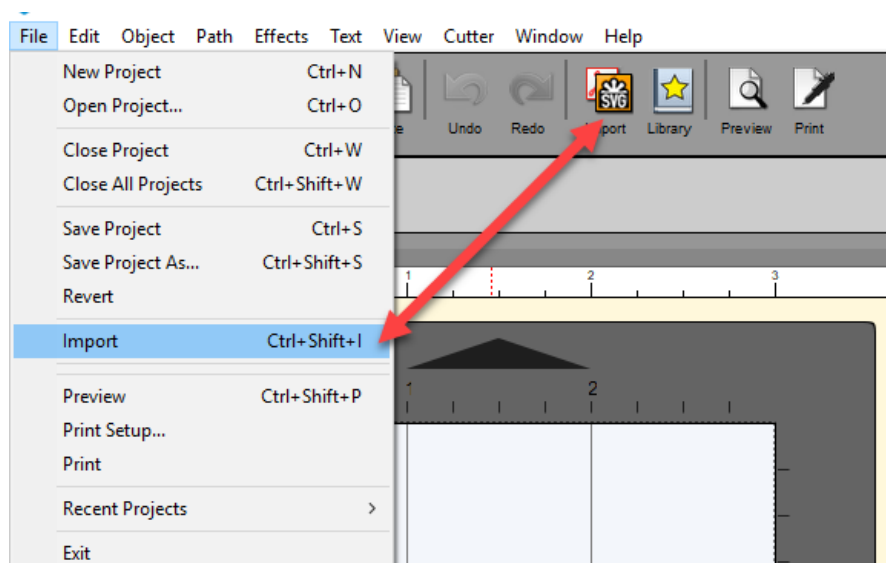 File Edit Object Path Effects Text View Cutter Window Help
New Project Ctrl+N
Open Project... Ctrl+O
Close Project Ctrl+W
Close All Projects Ctrl+Shift+W
Save Project Ctrl+S
Save Project As... Ctrl+Shift+S
Revert
Import Ctrl+Shift+I
Preview Ctrl+Shift+P
Print Setup...
Print
Recent Projects
Exit
SVG
Undo Redo Import Library Preview Print
1 2 3
1 2